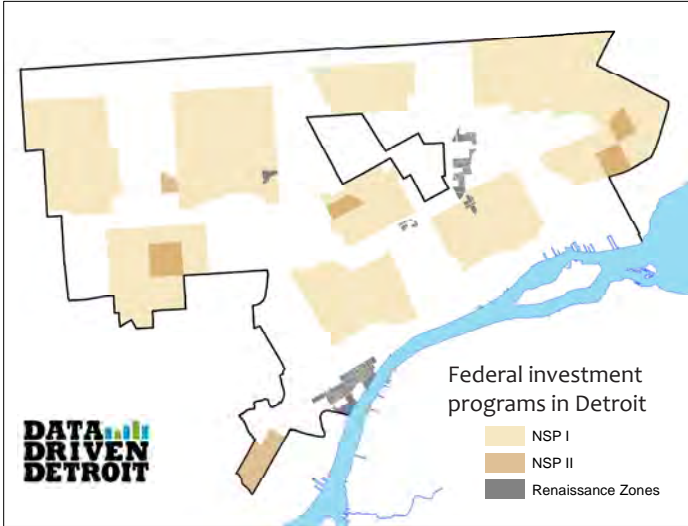 Federal investment
programs in Detroit
NSP I
NSP II
Renaissance Zones
DATA
DRIVEN
DETROIT